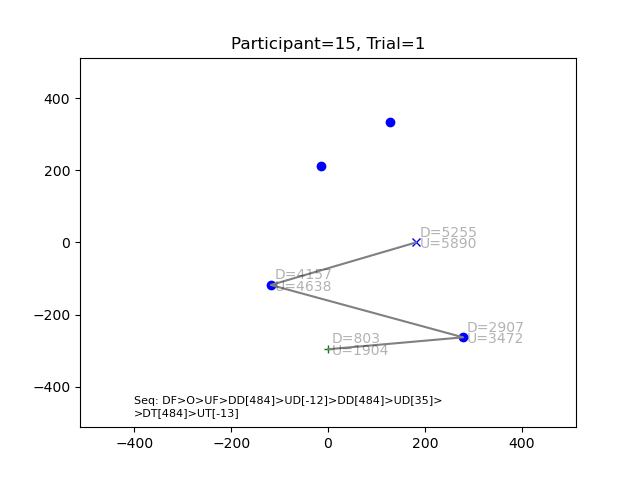 Participant=15, Trial=1
400
200
0
−200
−400
D=5255
U=5890
D=4157
U=4638
D=2907
U=3472
D=803
U=1904
Seq: DF>O>UF>DD[484]>UD[-12]>DD[484]>UD[35]>
>DT[484]>UT[-13]
−400 −200 0 200 400